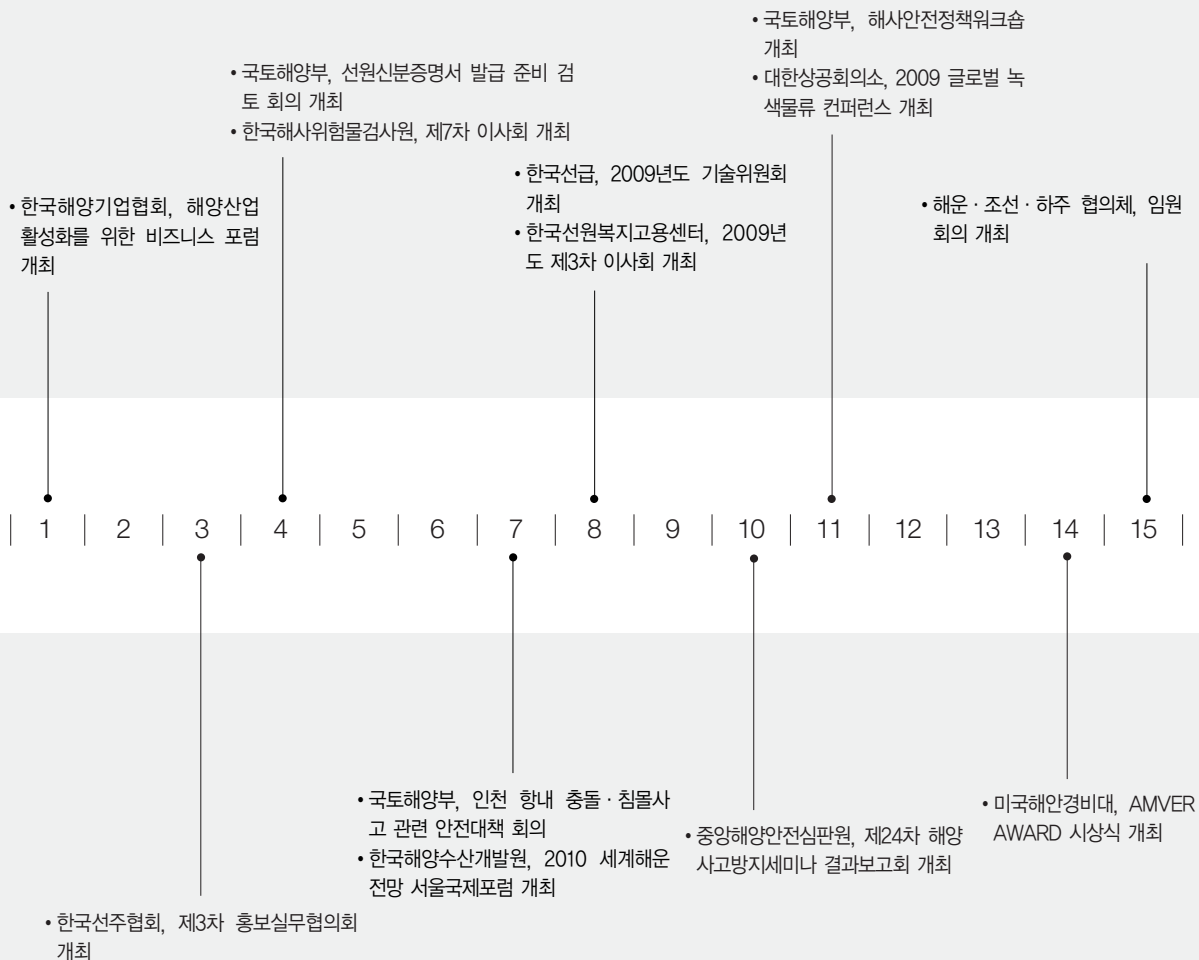 • 국토해양부, 해사안전정책워크숍
개최
• 대한상공회의소, 2009 글로벌 녹
색물류 컨퍼런스 개최
• 국토해양부, 선원신분증명서 발급 준비 검
토 회의 개최
• 한국해사위험물검사원, 제7차 이사회 개최
• 한국선급, 2009년도 기술위원회
개최
• 한국선원복지고용센터, 2009년
도 제3차 이사회 개최
• 한국해양기업협회, 해양산업
활성화를 위한 비즈니스 포럼
개최
• 해운 · 조선 · 하주 협의체, 임원
회의 개최
1 2 3 4 5 6 7 8 9 10 11 12 13 14 15
• 국토해양부, 인천 항내 충돌 · 침몰사
고 관련 안전대책 회의
• 한국해양수산개발원, 2010 세계해운
전망 서울국제포럼 개최
• 중앙해양안전심판원, 제24차 해양
사고방지세미나 결과보고회 개최
• 미국해안경비대, AMVER
AWARD 시상식 개최
• 한국선주협회, 제3차 홍보실무협의회
개최